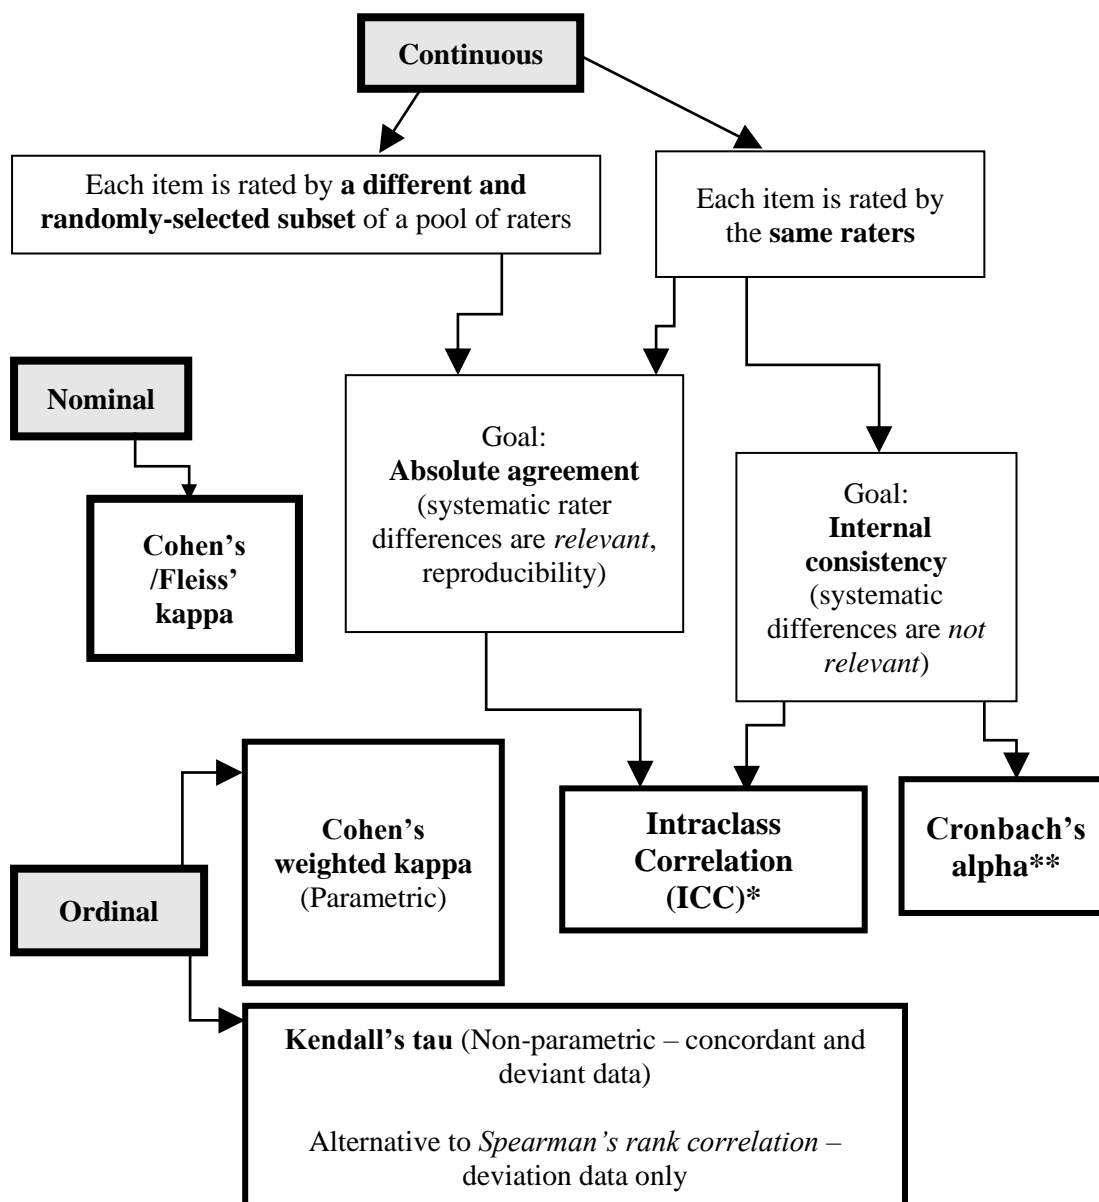 Continuous
Each item is rated by a different and
randomly-selected subset of a pool of raters
Each item is rated by
the same raters
Nominal
Cohen’s
/Fleiss’
kappa
Goal:
Absolute agreement
(systematic rater
differences are relevant,
reproducibility)
Goal:
Internal
consistency
(systematic
differences are not
relevant)
Ordinal
Cohen’s
weighted kappa
(Parametric)
Intraclass
Correlation
(ICC)*
Cronbach’s
alpha**
Kendall’s tau (Non-parametric – concordant and
deviant data)
Alternative to Spearman’s rank correlation –
deviation data only